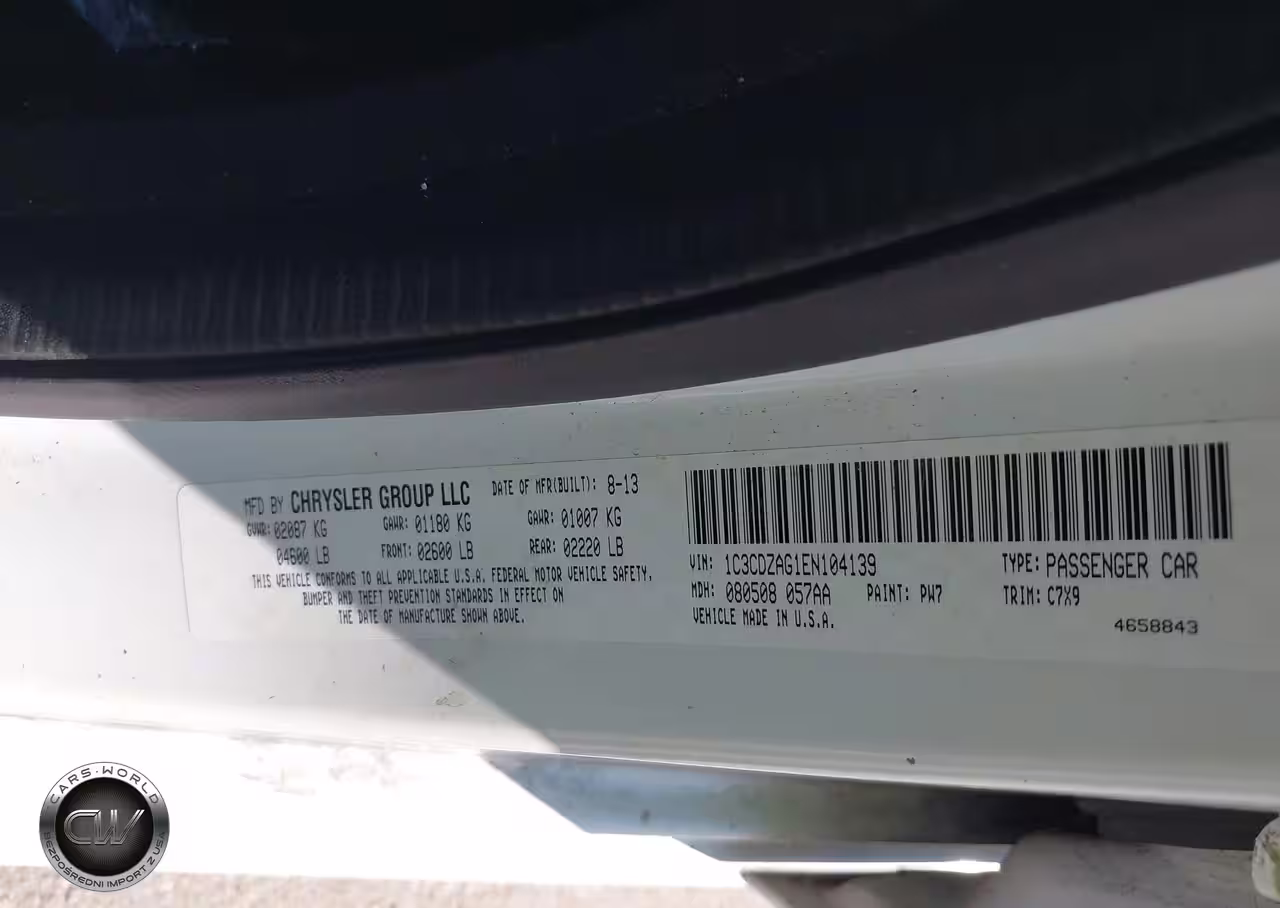 MFD BY CHRYSLER GROUP LLC DATE OF MFR(BUILT): 8-13
GVWR: 02087 KG GAWR: 01180 KG GAWR: 01007 KG
04600 LB FRONT: 02600 LB REAR: 02220 LB
THIS VEHICLE CONFORMS TO ALL APPLICABLE U.S.A. FEDERAL MOTOR VEHICLE SAFETY,
BUMPER AND THEFT PREVENTION STANDARDS IN EFFECT ON
THE DATE OF MANUFACTURE SHOWN ABOVE.
VIN: 1C3CDZAG1EN104139 TYPE: PASSENGER CAR
MDH: 080508 057AA PAINT: PW7 TRIM: C7X9
VEHICLE MADE IN U.S.A.
4658843
CARS-WORLD
CW
BEZPOŚREDNI IMPORT Z USA